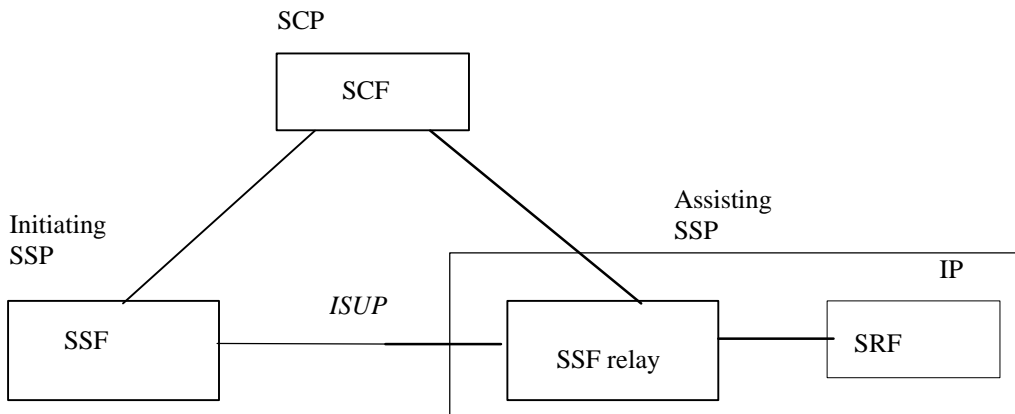 SCP
SCF
Assisting
SSP
Initiating
SSP
IP
ISUP
SSF
SSF relay
SRF